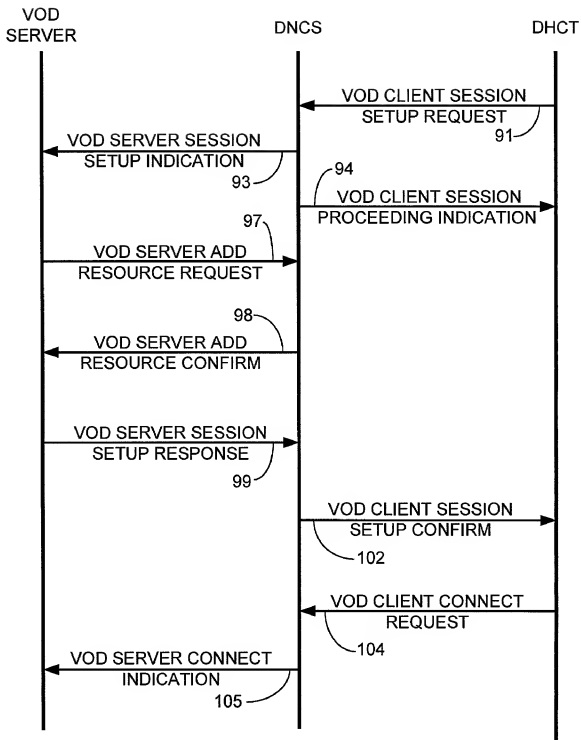 VOD
SERVER
DNCS
DHCT
VOD CLIENT SESSION
SETUP REQUEST
91
VOD SERVER SESSION
SETUP INDICATION
93
94
VOD CLIENT SESSION
PROCEEDING INDICATION
97
VOD SERVER ADD
RESOURCE REQUEST
98
VOD SERVER ADD
RESOURCE CONFIRM
VOD SERVER SESSION
SETUP RESPONSE
99
VOD CLIENT SESSION
SETUP CONFIRM
102
VOD CLIENT CONNECT
REQUEST
104
VOD SERVER CONNECT
INDICATION
105